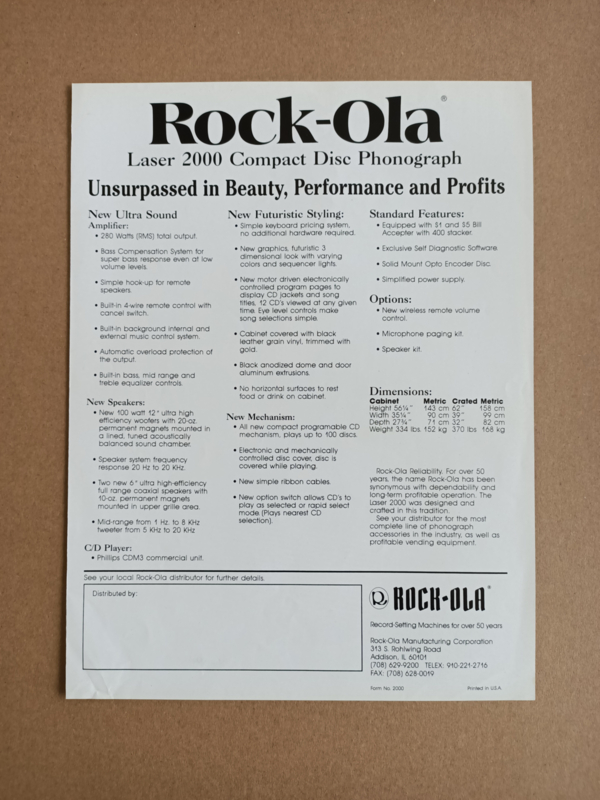 Rock-Ola®
Laser 2000 Compact Disc Phonograph
Unsurpassed in Beauty, Performance and Profits
New Ultra Sound
Amplifier:
• 280 Watts (RMS) total output.
• Bass Compensation System for
super bass response even at low
volume levels.
• Simple hook-up for remote
speakers
• Built-in 4-wire remote control with
cancel switch.
• Built-in background internal and
external music control system.
• Automatic overload protection of
the output.
• Built-in bass, mid range and
treble equalizer controls.
New Speakers:
• New 100 watt 12" ultra high
efficiency woofers with 20-oz.
permanent magnets mounted in
a lined, tuned acoustically
balanced sound chamber.
• Speaker system frequency
response 20 Hz to 20 KHz.
• Two new 6" ultra high-efficiency
full range coaxial speakers with
10-oz. permanent magnets
mounted in upper grille area.
• Mid-range from 1 Hz. to 8 KHz
tweeter from 5 KHz to 20 KHz
C/D Player:
• Phillips CDM3 commercial unit.
New Futuristic Styling:
• Simple keyboard pricing system,
no additional hardware required.
• New graphics, futuristic 3
dimensional look with varying
colors and sequencer lights.
• New motor driven electronically
controlled program pages to
display CD jackets and song
titles, 12 CD's viewed at any given
time. Eye level controls make
song selections simple.
• Cabinet covered with black
leather grain vinyl, trimmed with
gold.
• Black anodized dome and door
aluminum extrusions.
• No horizontal surfaces to rest
food or drink on cabinet.
New Mechanism:
• All new compact programable CD
mechanism, plays up to 100 discs.
• Electronic and mechanically
controlled disc cover, disc is
covered while playing.
• New simple ribbon cables.
• New option switch allows CD's to
play as selected or rapid select
mode (Plays nearest CD
selection).
Standard Features:
• Equipped with $1 and $5 Bill
Accepter with 400 stacker.
• Exclusive Self Diagnostic Software
• Solid Mount Opto Encoder Disc.
• Simplified power supply.
Options:
• New wireless remote volume
control.
• Microphone paging kit.
• Speaker kit.
Dimensions:
Cabinet Metric Crated Metric
Height 56¼" 143 cm 62" 158 cm
Width 35¼" 90 cm 39" 99 cm
Depth 27¾" 71 cm 32" 82 cm
Weight 334 lbs 152 kg 370 lbs 168 kg
Rock-Ola Reliability. For over 50
years, the name Rock-Ola has been
synonymous with dependability and
long-term profitable operation. The
Laser 2000 was designed and
crafted in this tradition.
See your distributor for the most
complete line of phonograph
accessories in the industry, as well as
profitable vending equipment.
See your local Rock-Ola distributor for further details
Distributed by:
ROCK-OLA®
Record-Setting Machines for over 50 years
Rock-Ola Manufacturing Corporation
313 S. Rohlwing Road
Addison, IL 60101
(708) 629-9200 TELEX: 910-221-2716
FAX: (708) 628-0019
Form No. 2000 Printed in U.S.A.